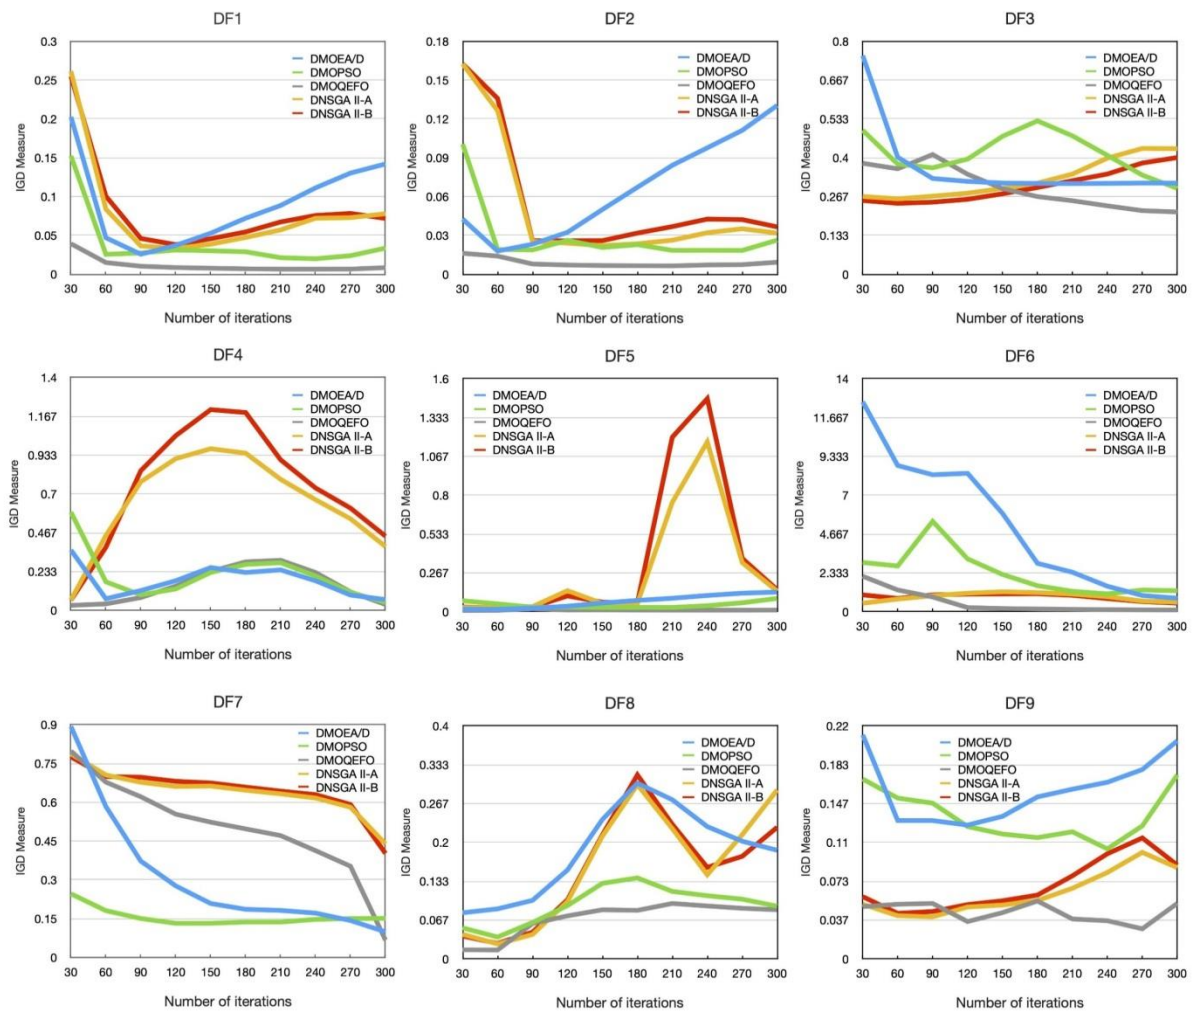 DF1
0.3
0.25
0.2
0.15
0.1
0.05
0
IGD Measure
DMOEA/D
DMOPSO
DMOQEFO
DNSGA II-A
DNSGA II-B
30 60 90 120 150 180 210 240 270 300
Number of iterations
DF2
0.18
0.15
0.12
0.09
0.06
0.03
0
IGD Measure
DMOEA/D
DMOPSO
DMOQEFO
DNSGA II-A
DNSGA II-B
30 60 90 120 150 180 210 240 270 300
Number of iterations
DF3
0.8
0.667
0.533
0.4
0.267
0.133
0
IGD Measure
DMOEA/D
DMOPSO
DMOQEFO
DNSGA II-A
DNSGA II-B
30 60 90 120 150 180 210 240 270 300
Number of iterations
DF4
1.4
1.167
0.933
0.7
0.467
0.233
0
IGD Measure
DMOEA/D
DMOPSO
DMOQEFO
DNSGA II-A
DNSGA II-B
30 60 90 120 150 180 210 240 270 300
Number of iterations
DF5
1.6
1.333
1.067
0.8
0.533
0.267
0
IGD Measure
DMOEA/D
DMOPSO
DMOQEFO
DNSGA II-A
DNSGA II-B
30 60 90 120 150 180 210 240 270 300
Number of iterations
DF6
14
11.667
9.333
7
4.667
2.333
0
IGD Measure
DMOEA/D
DMOPSO
DMOQEFO
DNSGA II-A
DNSGA II-B
30 60 90 120 150 180 210 240 270 300
Number of iterations
DF7
0.9
0.75
0.6
0.45
0.3
0.15
0
IGD Measure
DMOEA/D
DMOPSO
DMOQEFO
DNSGA II-A
DNSGA II-B
30 60 90 120 150 180 210 240 270 300
Number of iterations
DF8
0.4
0.333
0.267
0.2
0.133
0.067
0
IGD Measure
DMOEA/D
DMOPSO
DMOQEFO
DNSGA II-A
DNSGA II-B
30 60 90 120 150 180 210 240 270 300
Number of iterations
DF9
0.22
0.183
0.147
0.11
0.073
0.037
0
IGD Measure
DMOEA/D
DMOPSO
DMOQEFO
DNSGA II-A
DNSGA II-B
30 60 90 120 150 180 210 240 270 300
Number of iterations